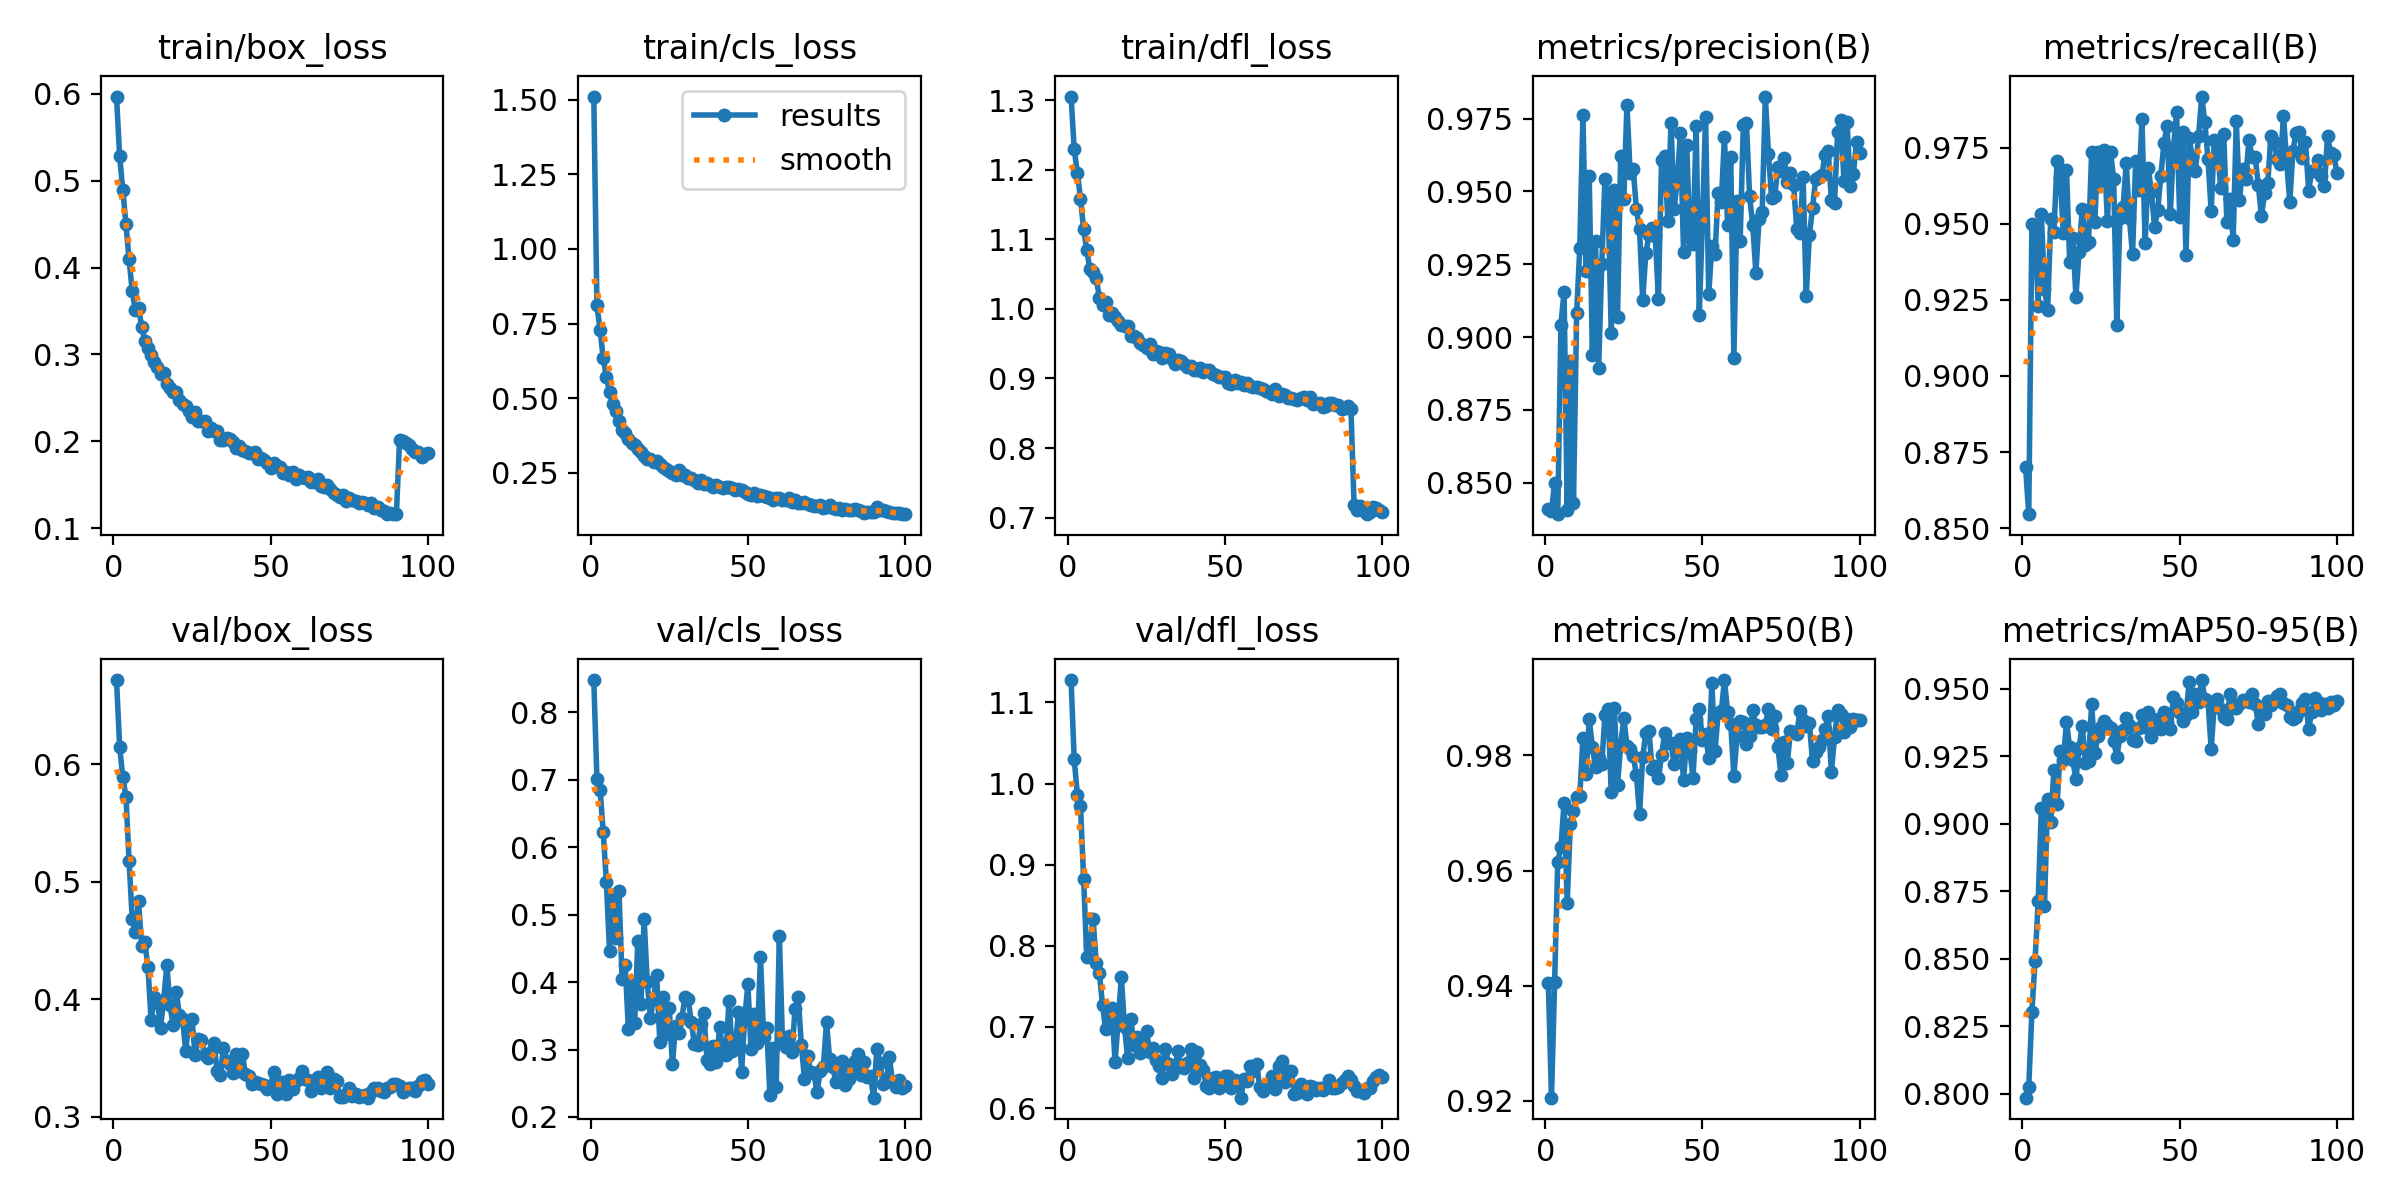 train/box_loss
0.6
0.5
0.4
0.3
0.2
0.1
0 50 100
train/cls_loss
results
smooth
1.50
1.25
1.00
0.75
0.50
0.25
0 50 100
train/dfl_loss
1.3
1.2
1.1
1.0
0.9
0.8
0.7
0 50 100
metrics/precision(B)
0.975
0.950
0.925
0.900
0.875
0.850
0 50 100
metrics/recall(B)
0.975
0.950
0.925
0.900
0.875
0.850
0 50 100
val/box_loss
0.6
0.5
0.4
0.3
0 50 100
val/cls_loss
0.8
0.7
0.6
0.5
0.4
0.3
0.2
0 50 100
val/dfl_loss
1.1
1.0
0.9
0.8
0.7
0.6
0 50 100
metrics/mAP50(B)
0.98
0.96
0.94
0.92
0 50 100
metrics/mAP50-95(B)
0.950
0.925
0.900
0.875
0.850
0.825
0.800
0 50 100